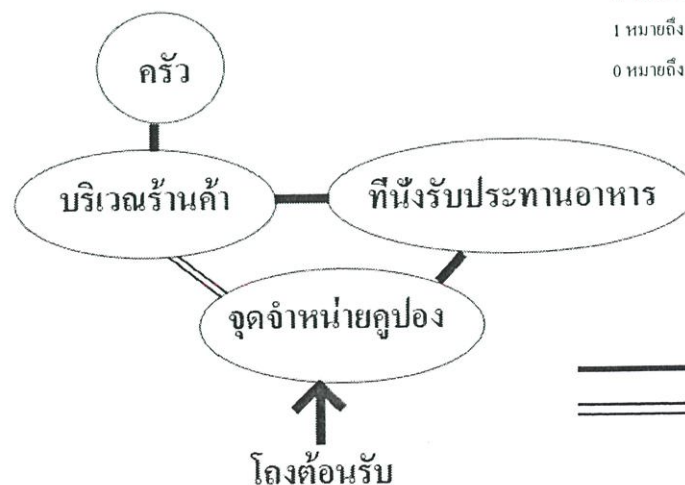 1 หมายถึง
0 หมายถึง
ครัว
บริเวณร้านค้า
ที่นั่งรับประทานอาหาร
จุดจำหน่ายคูปอง
โถงต้อนรับ